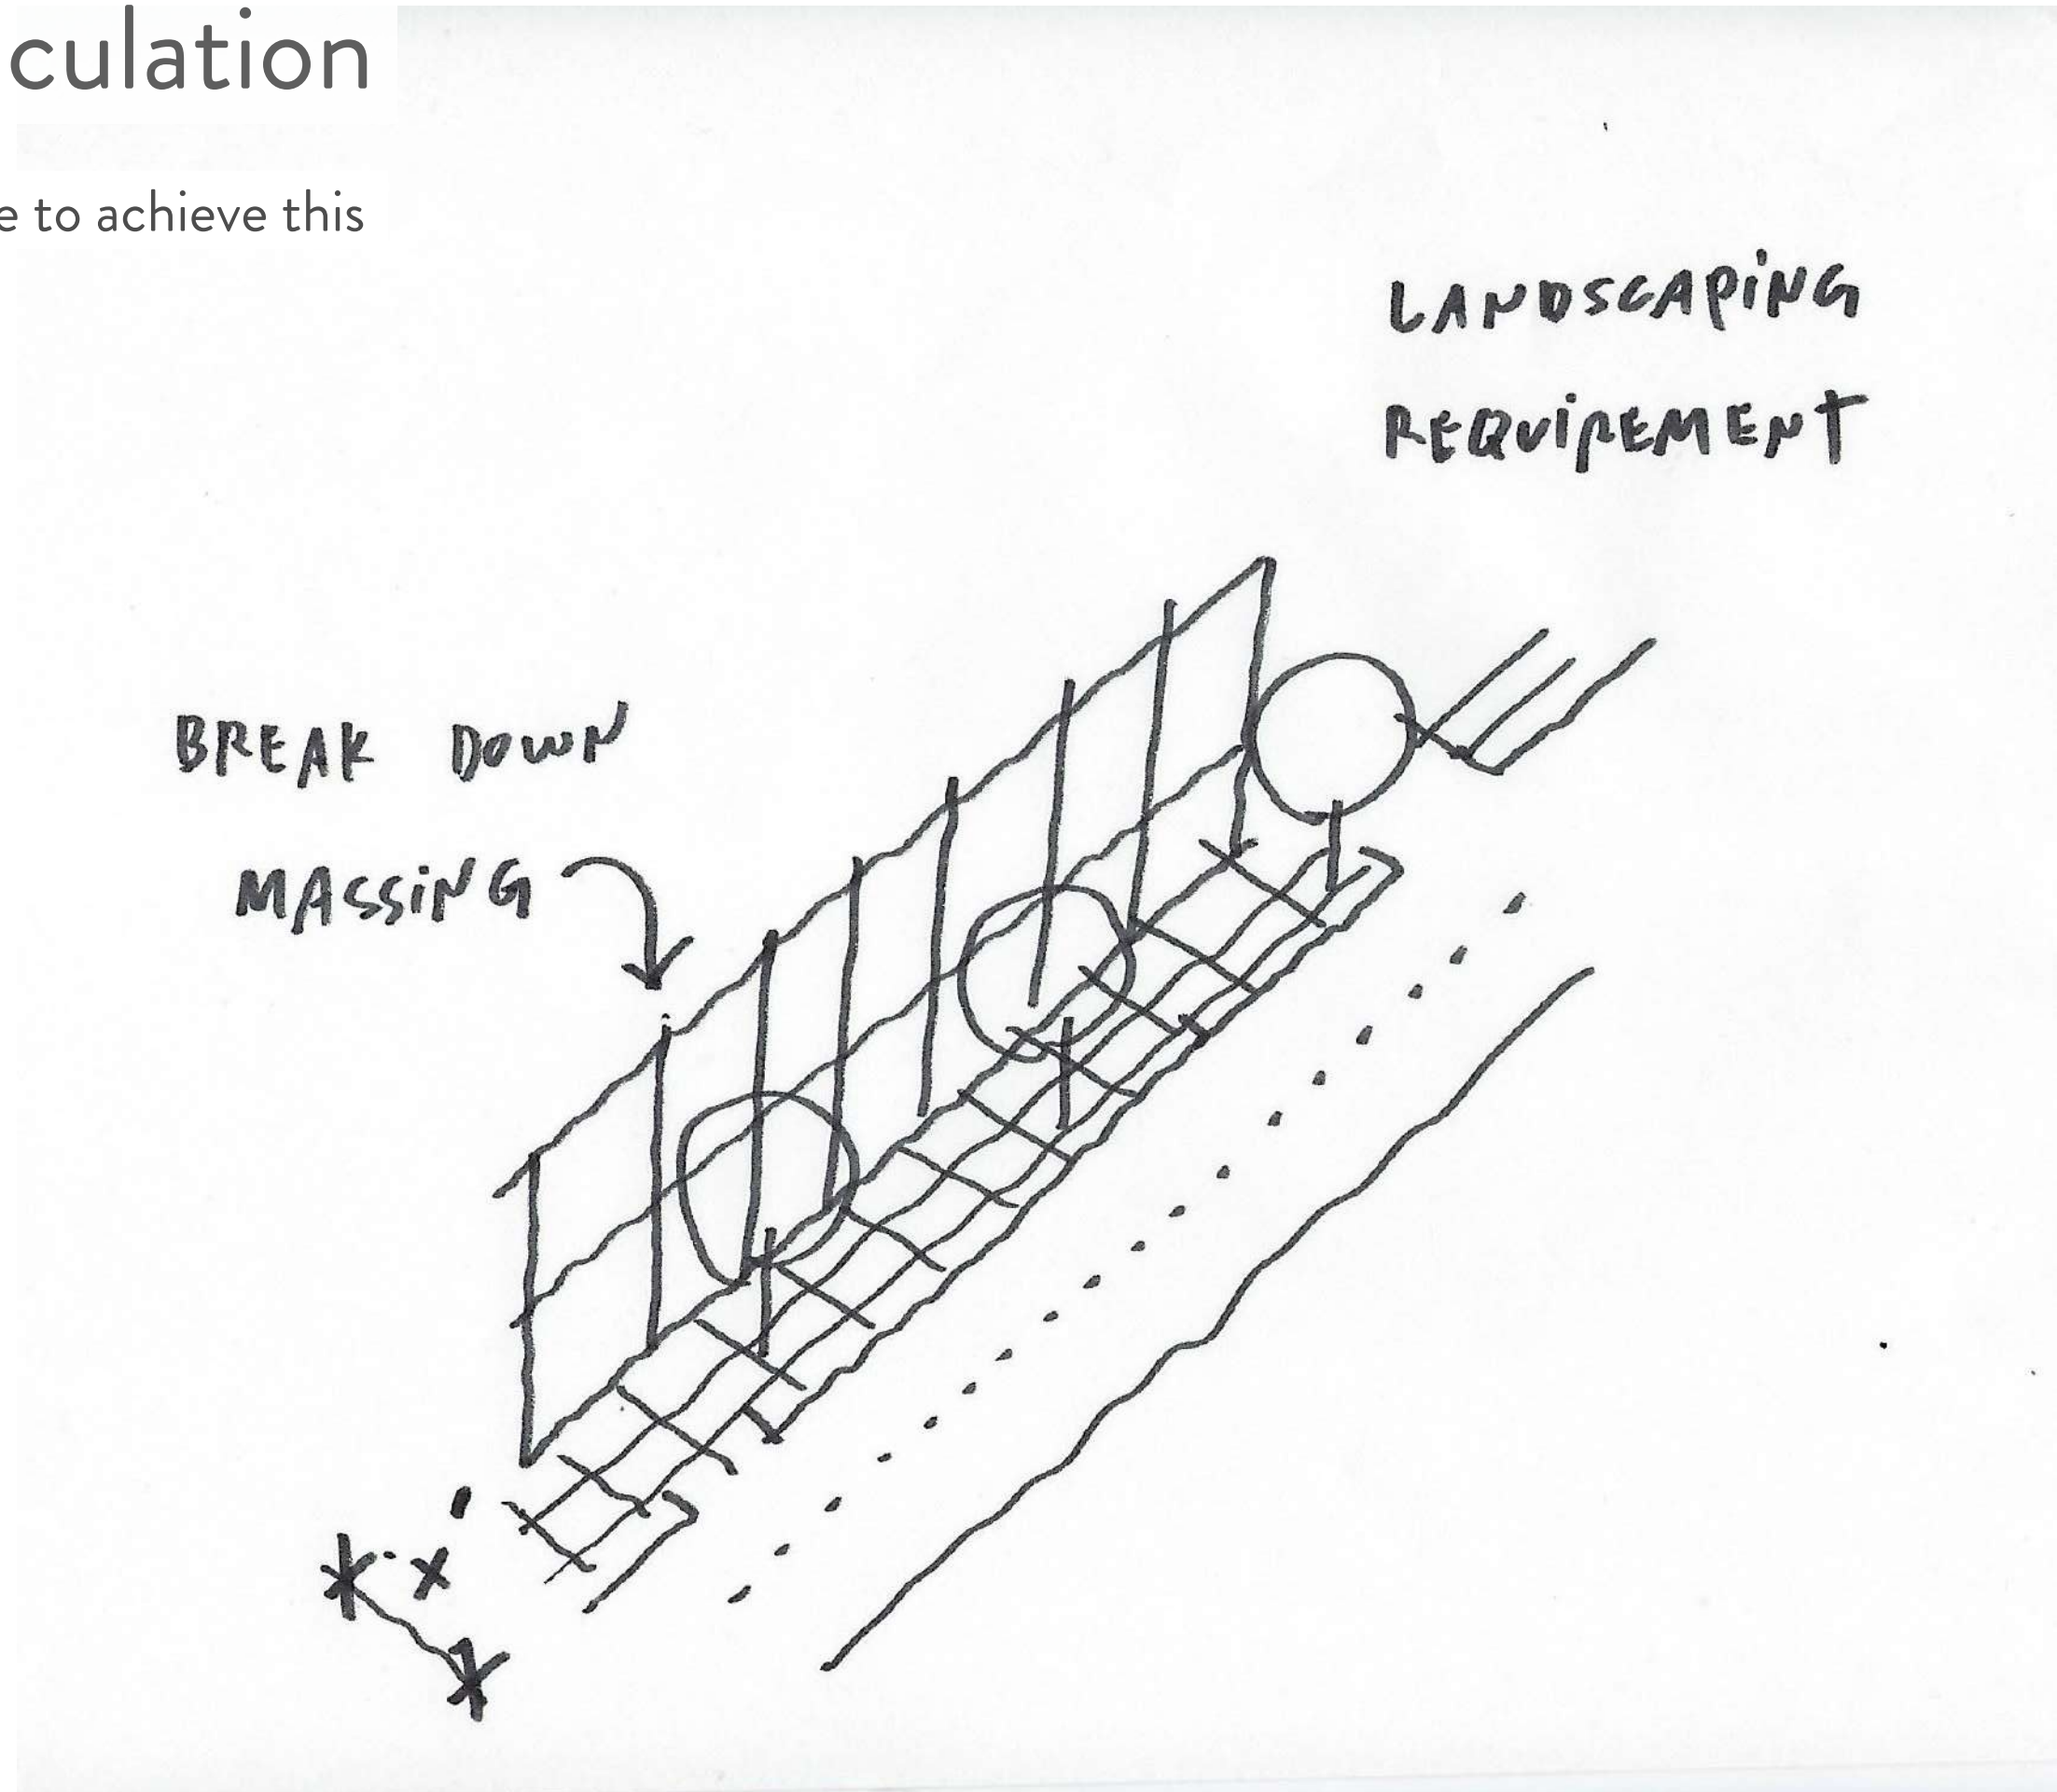 culation
e to achieve this
LANDSCAPiNG
REQUiREMENT
BREAK DOWN
MASSiNG